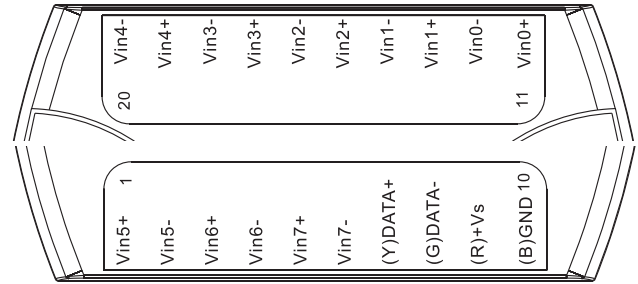 Vin4-
Vin4+
Vin3-
Vin3+
Vin2-
Vin2+
Vin1-
Vin1+
Vin0-
Vin0+
20
11
1
10
Vin5+
Vin5-
Vin6+
Vin6-
Vin7+
Vin7-
(Y)DATA+
(G)DATA-
(R)+Vs
(B)GND